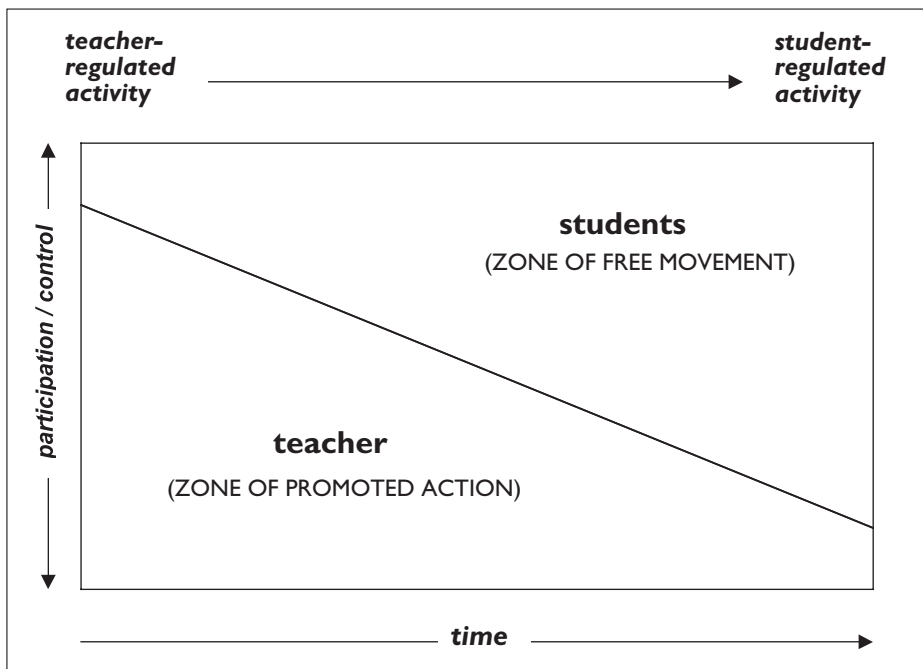 teacher-
regulated
activity
student-
regulated
activity
participation / control
students
(ZONE OF FREE MOVEMENT)
teacher
(ZONE OF PROMOTED ACTION)
time